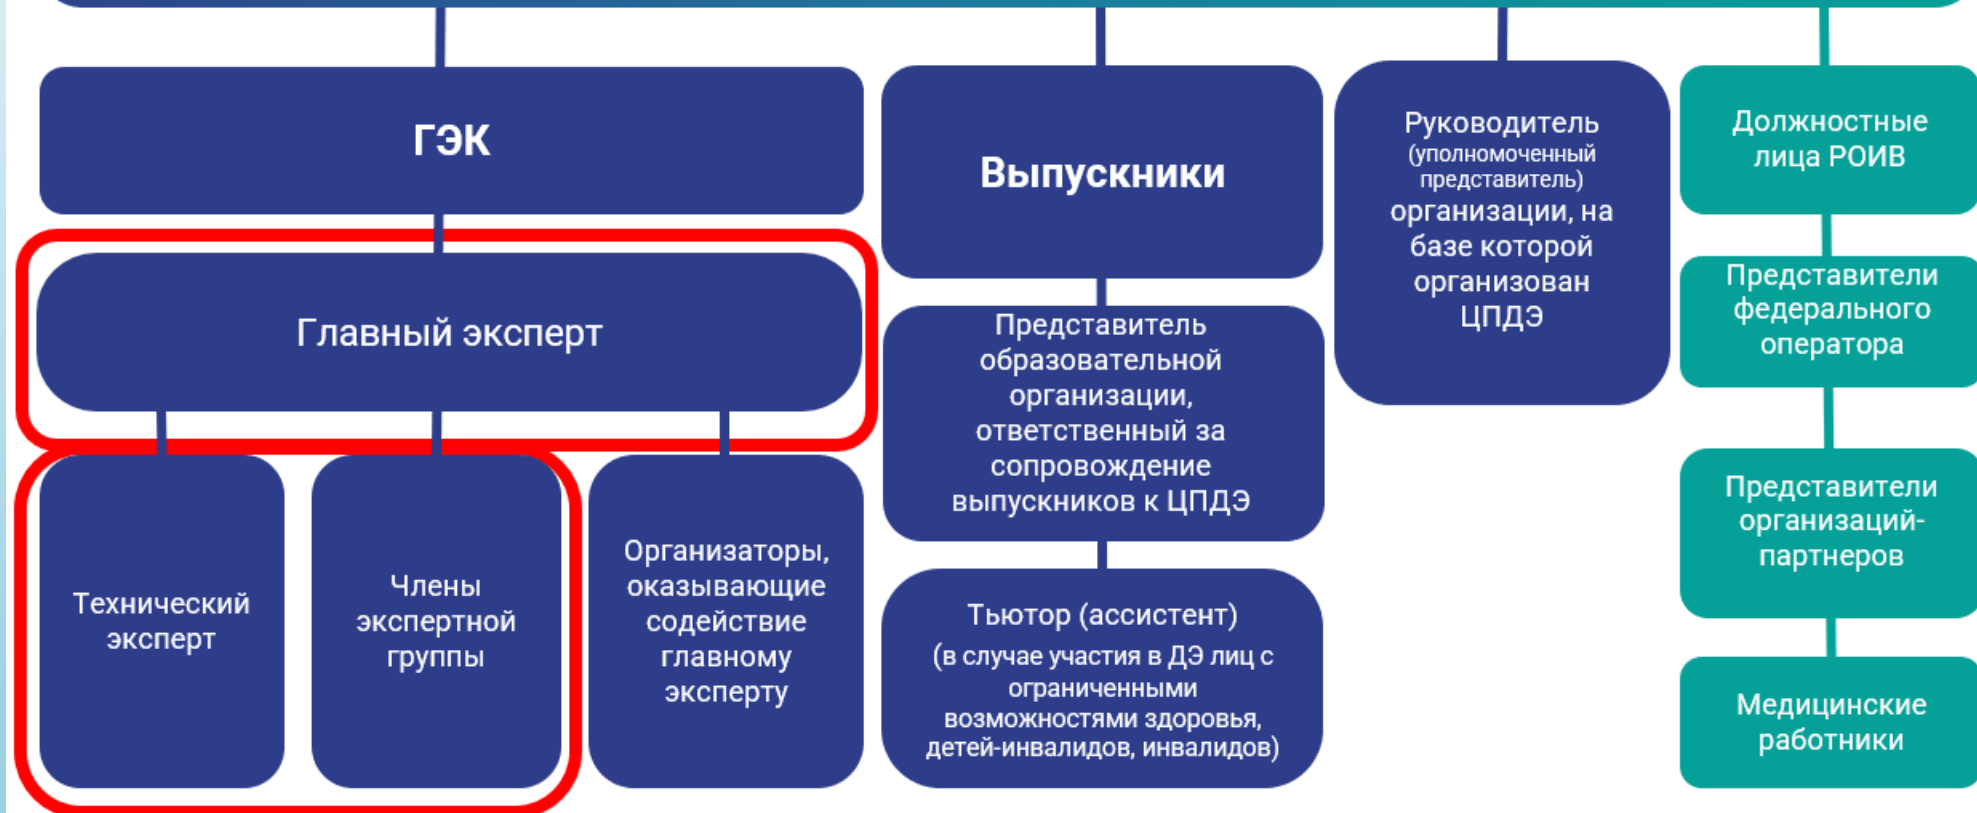 ГЭК
Главный эксперт
Технический
эксперт
Члены
экспертной
группы
Организаторы,
оказывающие
содействие
главному
эксперту
Выпускники
Представитель
образовательной
организации,
ответственный за
сопровождение
выпускников к ЦПДЭ
Тьютор (ассистент)
(в случае участия в ДЭ лиц с
ограниченными
возможностями здоровья,
детей-инвалидов, инвалидов)
Руководитель
(уполномоченный
представитель)
организации, на
базе которой
организован
ЦПДЭ
Должностные
лица РОИВ
Представители
федерального
оператора
Представители
организаций-
партнеров
Медицинские
работники